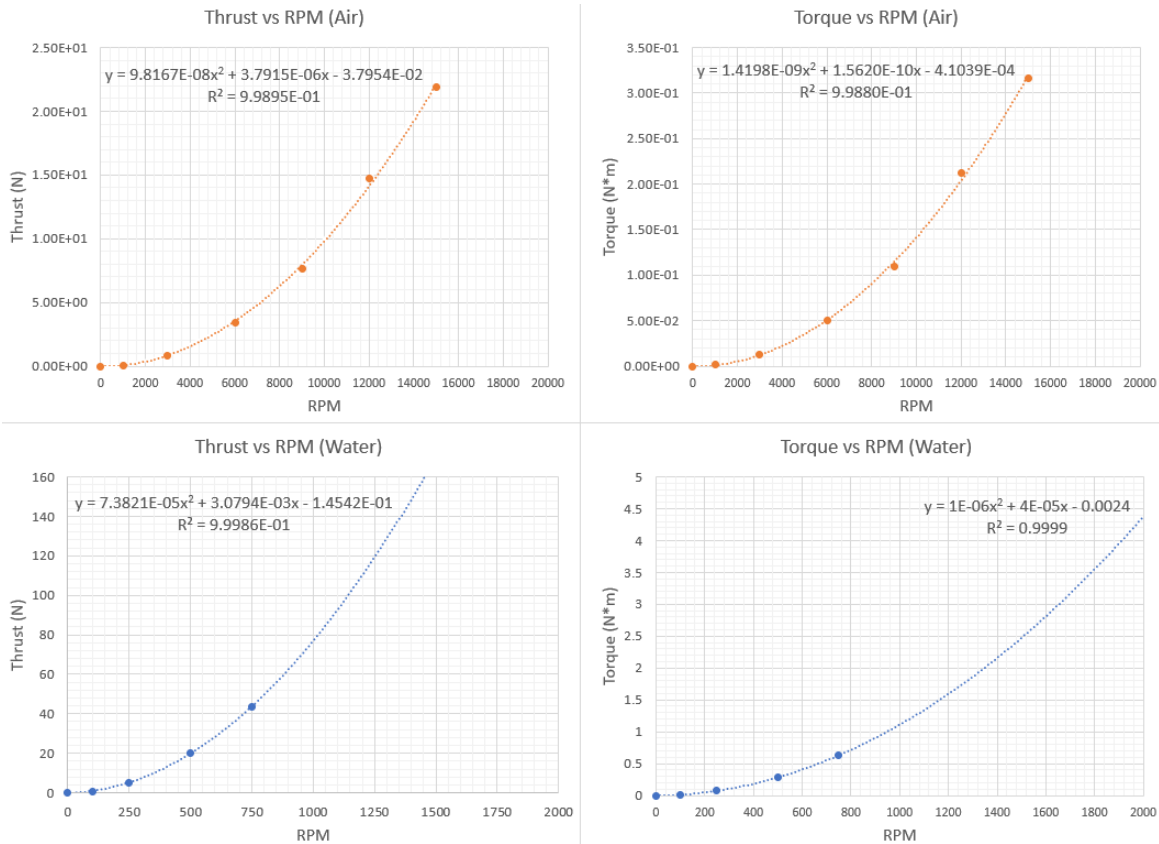 Thrust vs RPM (Air)
2.50E+01
2.00E+01
1.50E+01
1.00E+01
5.00E+00
0.00E+00
Thrust (N)
y = 9.8167E-08x² + 3.7915E-06x - 3.7954E-02
R² = 9.9895E-01
0 2000 4000 6000 8000 10000 12000 14000 16000 18000 20000
RPM
Torque vs RPM (Air)
3.50E-01
3.00E-01
2.50E-01
2.00E-01
1.50E-01
1.00E-01
5.00E-02
0.00E+00
Torque (N*m)
y = 1.4198E-09x² + 1.5620E-10x - 4.1039E-04
R² = 9.9880E-01
0 2000 4000 6000 8000 10000 12000 14000 16000 18000 20000
RPM
Thrust vs RPM (Water)
160
140
120
100
80
60
40
20
0
Thrust (N)
y = 7.3821E-05x² + 3.0794E-03x - 1.4542E-01
R² = 9.9986E-01
0 250 500 750 1000 1250 1500 1750 2000
RPM
Torque vs RPM (Water)
5
4.5
4
3.5
3
2.5
2
1.5
1
0.5
0
Torque (N*m)
y = 1E-06x² + 4E-05x - 0.0024
R² = 0.9999
0 200 400 600 800 1000 1200 1400 1600 1800 2000
RPM